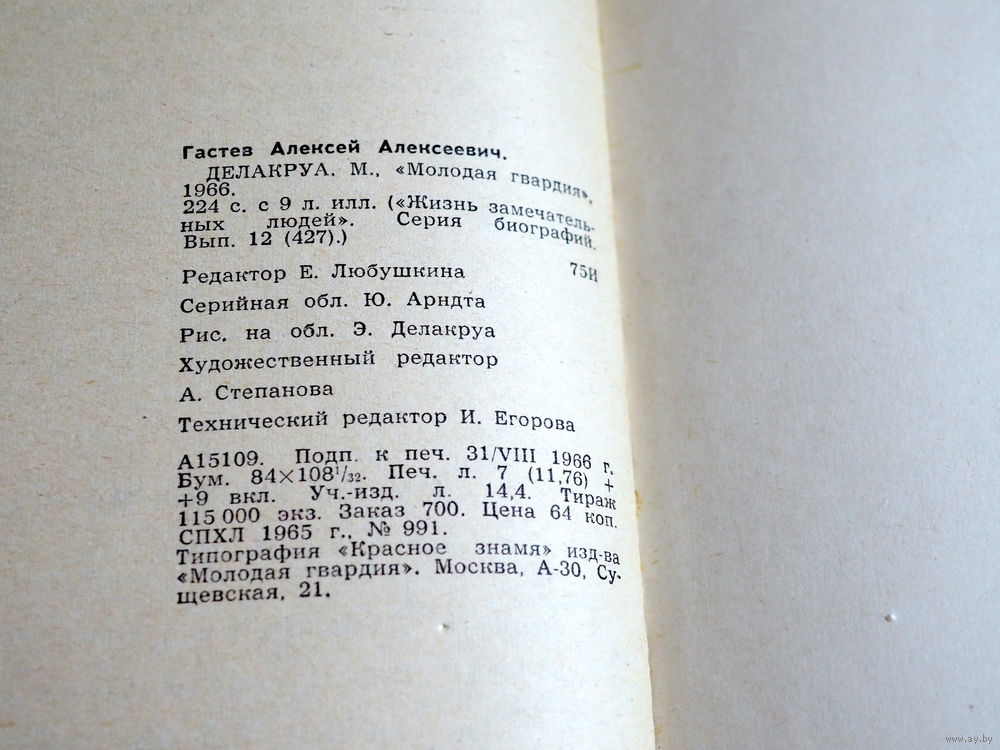 Гастев Алексей Алексеевич.
ДЕЛАКРУА. М., «Молодая гвардия»,
1966.
224 с. с 9 л. илл. («Жизнь замечатель-
ных людей». Серия биографий.
Вып. 12 (427).)
75И
Редактор Е. Любушкина
Серийная обл. Ю. Арндта
Рис. на обл. Э. Делакруа
Художественный редактор
А. Степанова
Технический редактор И. Егорова
А15109. Подп. к печ. 31/VIII 1966 г.
Бум. 84×108¹/₃₂. Печ. л. 7 (11,76) +
+9 вкл. Уч.-изд. л. 14,4. Тираж
115 000 экз. Заказ 700. Цена 64 коп.
СПХЛ 1965 г., № 991.
Типография «Красное знамя» изд-ва
«Молодая гвардия». Москва, А-30, Су-
щевская, 21.
www.ay.by